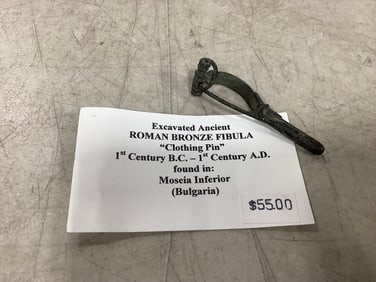 Excavated Ancient
ROMAN BRONZE FIBULA
“Clothing Pin”
1st Century B.C. – 1st Century A.D.
found in:
Moseia Inferior
(Bulgaria)
$55.00